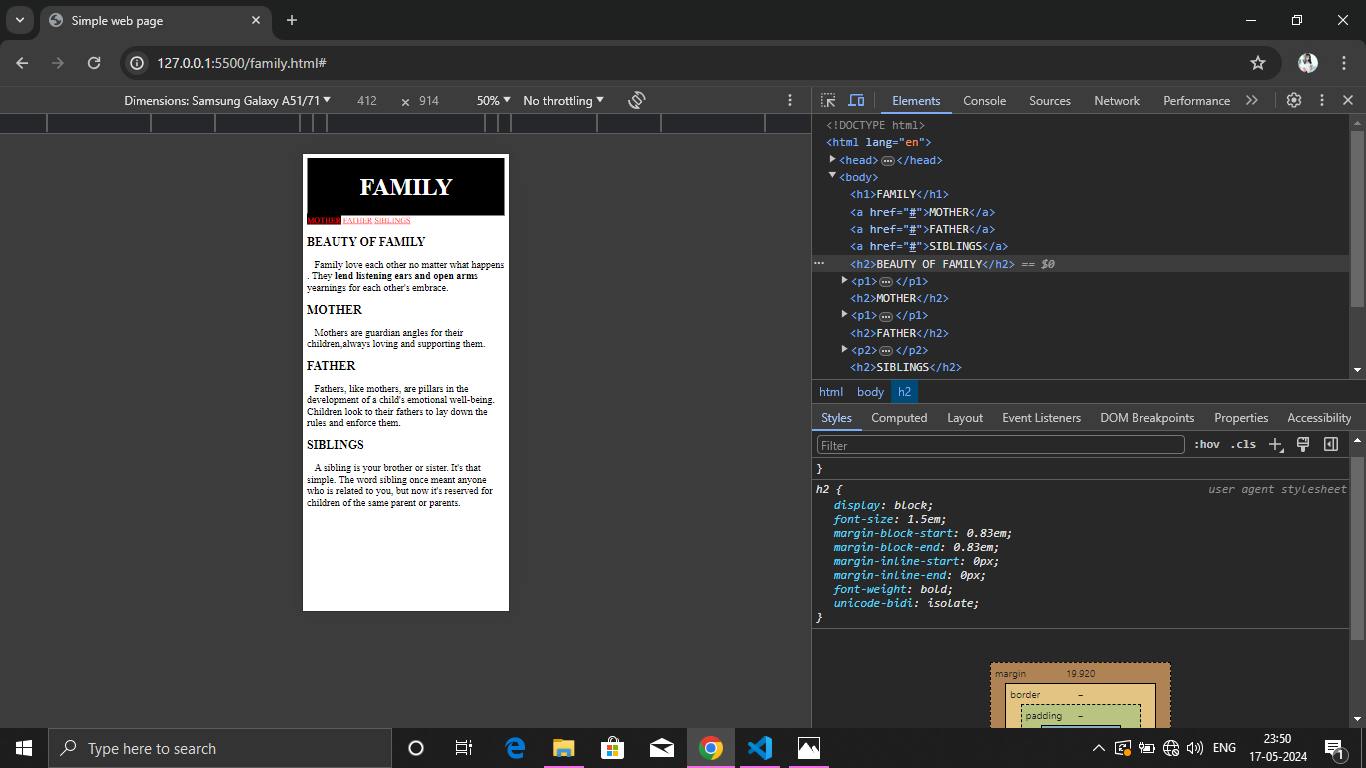 Simple web page
127.0.0.1:5500/family.html#
Dimensions: Samsung Galaxy A51/71 412 × 914 50% No throttling
Elements Console Sources Network Performance
FAMILY
MOTHER FATHER SIBLINGS
BEAUTY OF FAMILY
Family love each other no matter what happens
. They lend listening ears and open arms
yearnings for each other's embrace.
MOTHER
Mothers are guardian angles for their
children,always loving and supporting them.
FATHER
Fathers, like mothers, are pillars in the
development of a child's emotional well-being.
Children look to their fathers to lay down the
rules and enforce them.
SIBLINGS
A sibling is your brother or sister. It's that
simple. The word sibling once meant anyone
who is related to you, but now it's reserved for
children of the same parent or parents.
<!DOCTYPE html>
<html lang="en">
<head>…</head>
<body>
<h1>FAMILY</h1>
<a href="#">MOTHER</a>
<a href="#">FATHER</a>
<a href="#">SIBLINGS</a>
… <h2>BEAUTY OF FAMILY</h2> == $0
<p1>…</p1>
<h2>MOTHER</h2>
<p1>…</p1>
<h2>FATHER</h2>
<p2>…</p2>
<h2>SIBLINGS</h2>
html body h2
Styles Computed Layout Event Listeners DOM Breakpoints Properties Accessibility
Filter :hov .cls
}
h2 { user agent stylesheet
display: block;
font-size: 1.5em;
margin-block-start: 0.83em;
margin-block-end: 0.83em;
margin-inline-start: 0px;
margin-inline-end: 0px;
font-weight: bold;
unicode-bidi: isolate;
}
margin 19.920
border –
padding –
Type here to search
ENG
23:50
17-05-2024
1